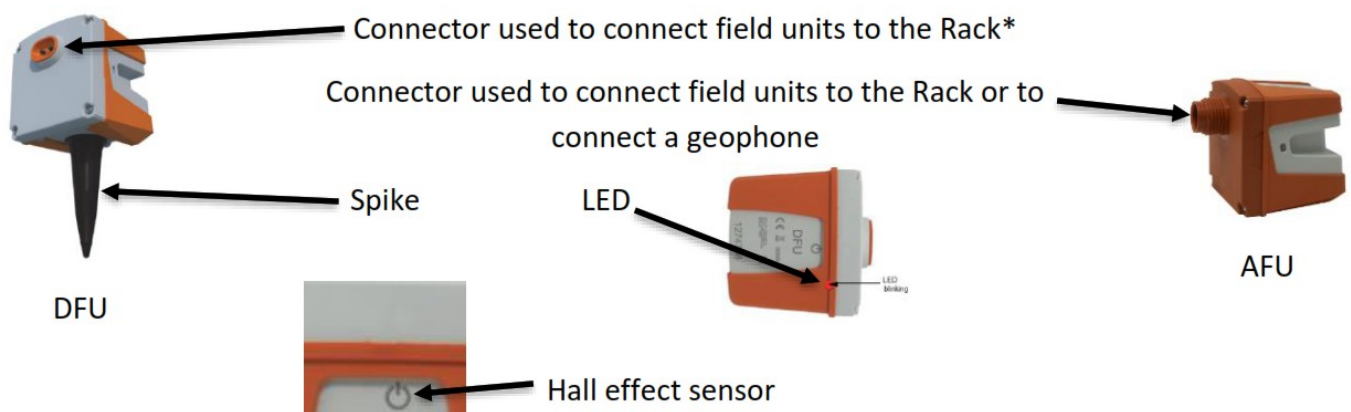 Connector used to connect field units to the Rack*
Connector used to connect field units to the Rack or to
connect a geophone
Spike
LED
DFU
LED
blinking
AFU
DFU
Hall effect sensor